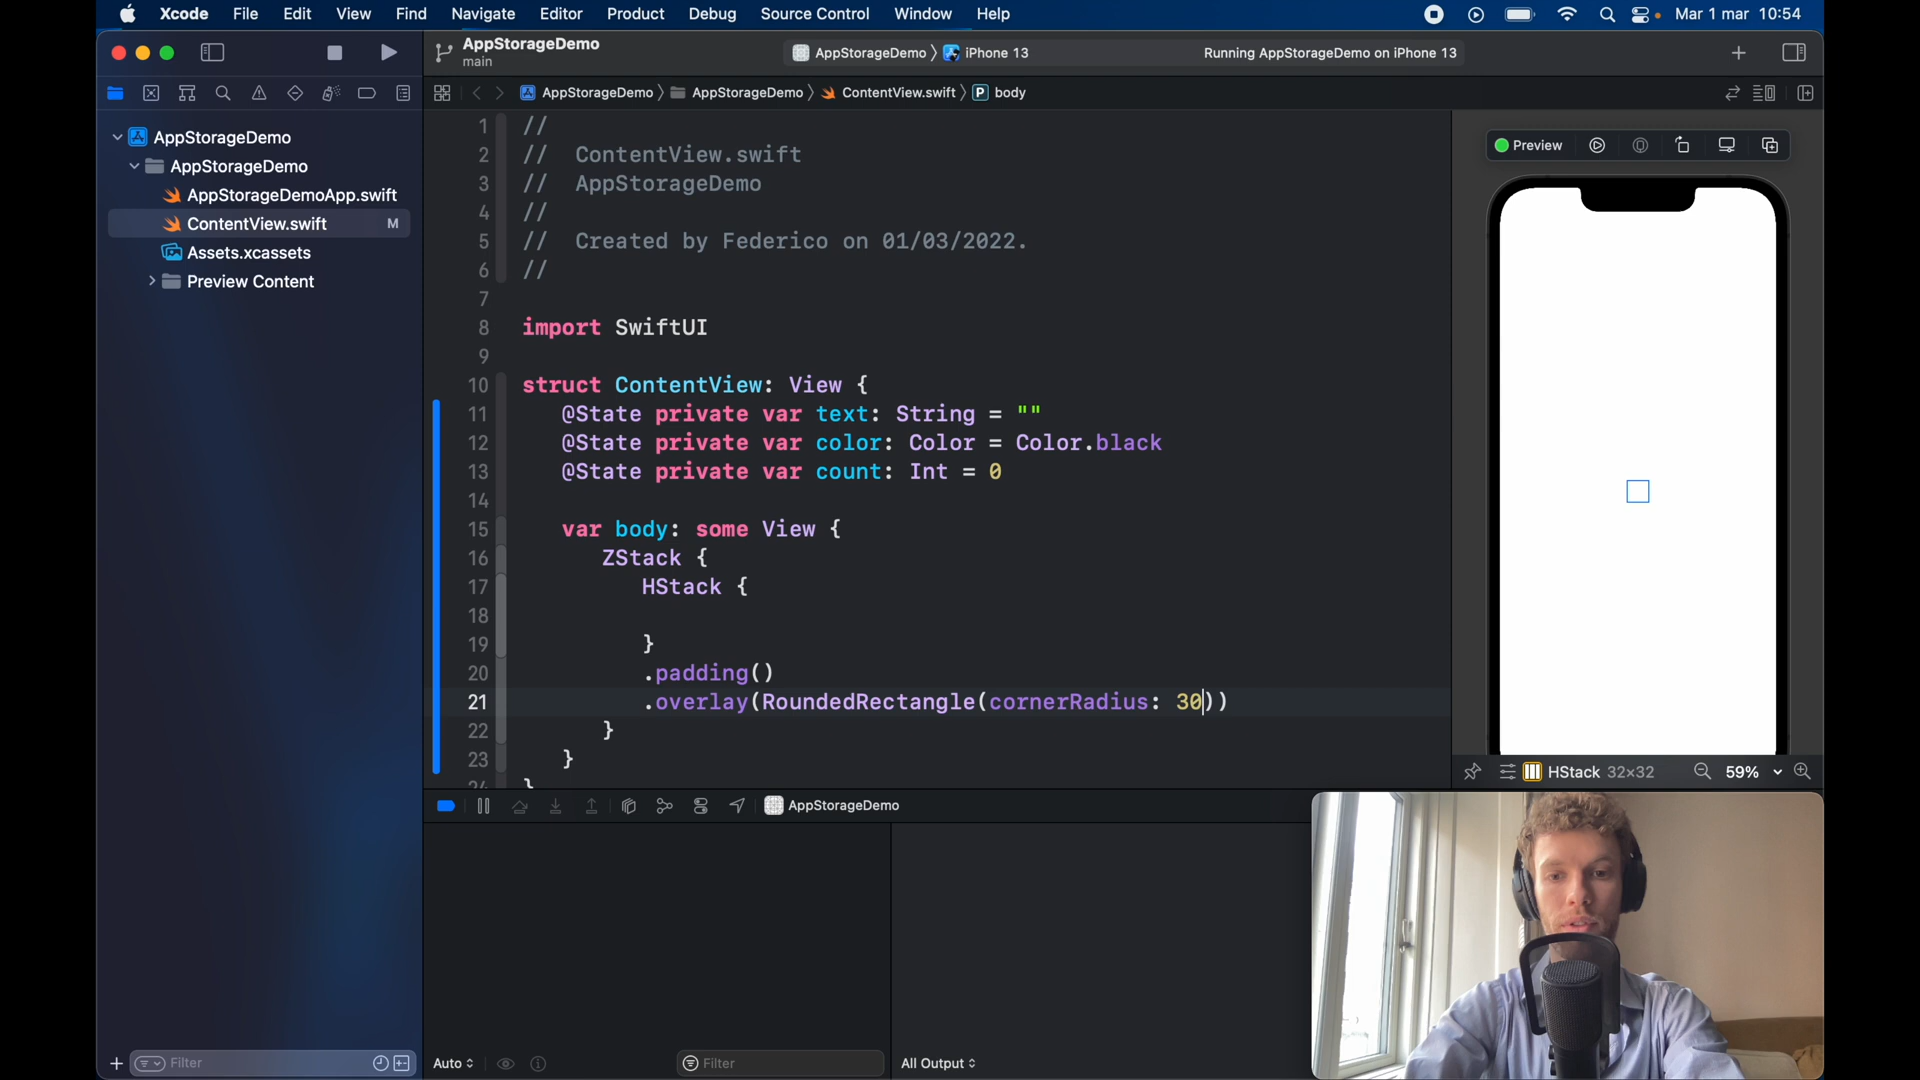 Xcode File Edit View Find Navigate Editor Product Debug Source Control Window Help Mar 1 mar 10:54
AppStorageDemo
main
AppStorageDemo iPhone 13 Running AppStorageDemo on iPhone 13
AppStorageDemo AppStorageDemo ContentView.swift P body
AppStorageDemo
AppStorageDemo
AppStorageDemoApp.swift
ContentView.swift M
Assets.xcassets
Preview Content
1 //
2 // ContentView.swift
3 // AppStorageDemo
4 //
5 // Created by Federico on 01/03/2022.
6 //
7
8 import SwiftUI
9
10 struct ContentView: View {
11 @State private var text: String = ""
12 @State private var color: Color = Color.black
13 @State private var count: Int = 0
14
15 var body: some View {
16 ZStack {
17 HStack {
18
19 }
20 .padding()
21 .overlay(RoundedRectangle(cornerRadius: 30))
22 }
23 }
24 }
Preview
HStack 32×32 59%
AppStorageDemo
Filter
Auto Filter All Output